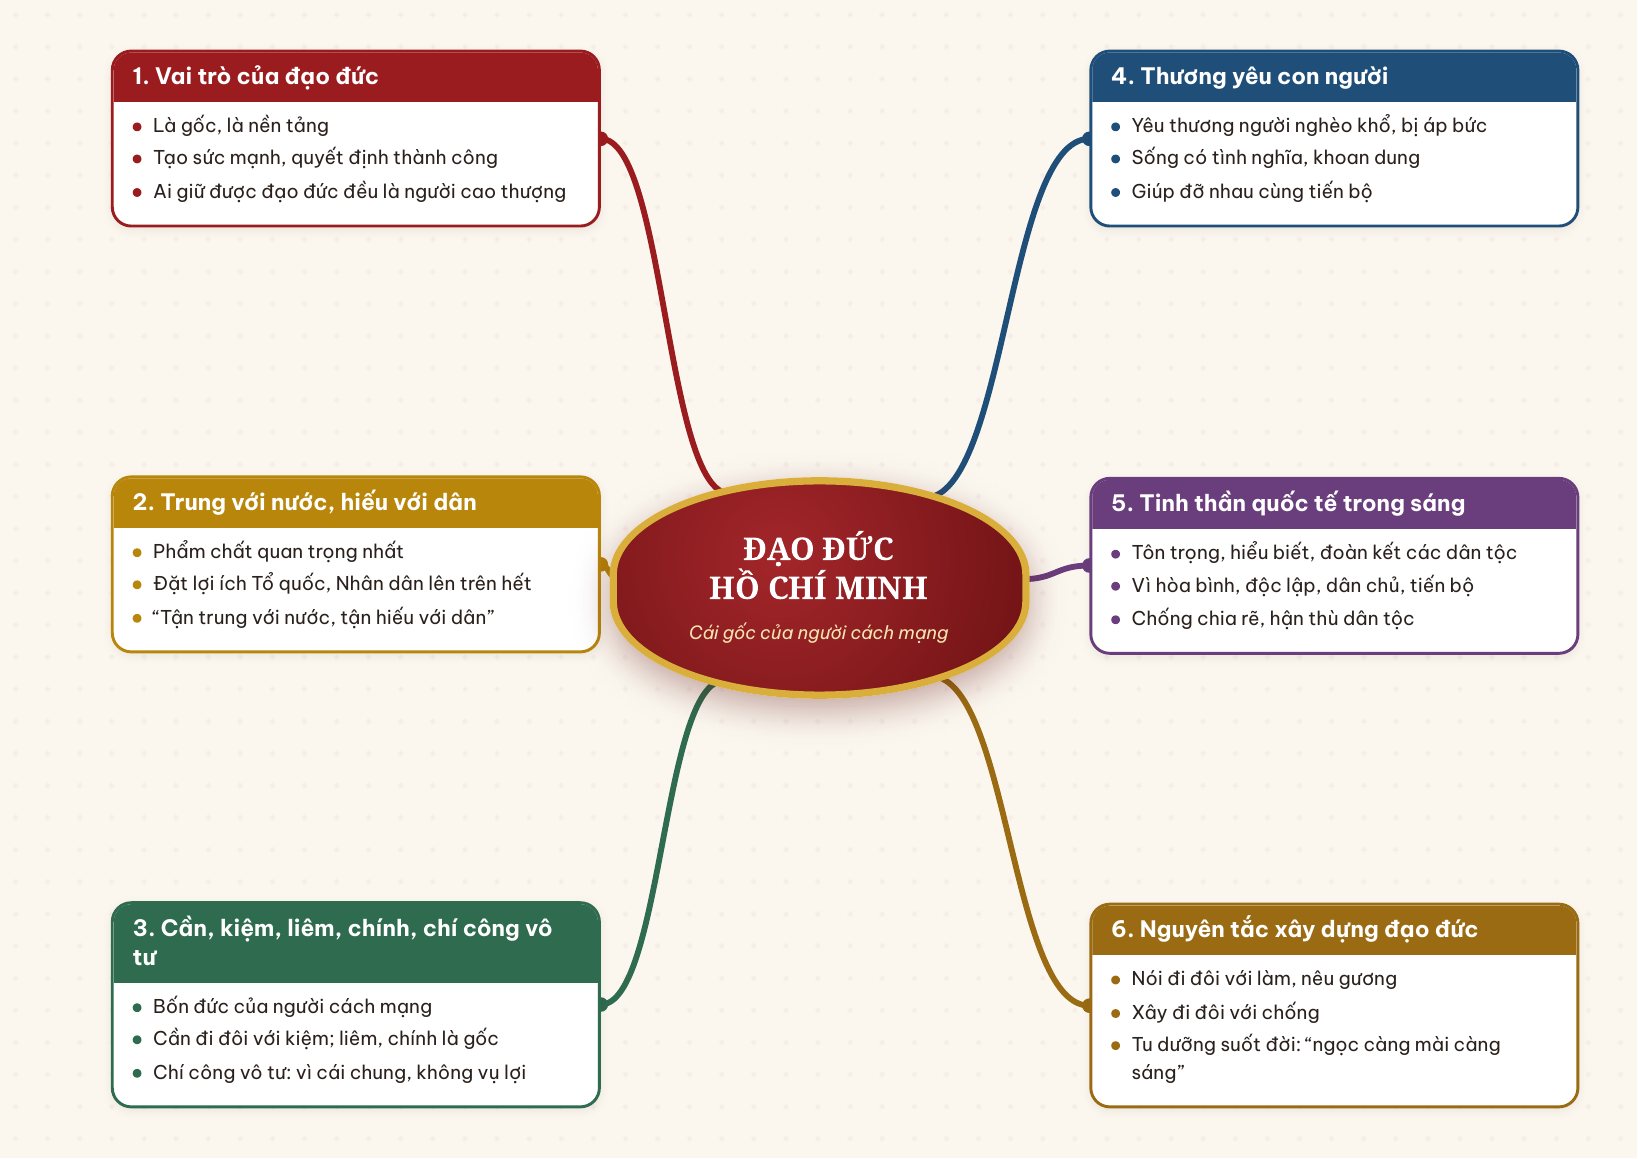 1. Vai trò của đạo đức
Là gốc, là nền tảng
Tạo sức mạnh, quyết định thành công
Ai giữ được đạo đức đều là người cao thượng
2. Trung với nước, hiếu với dân
Phẩm chất quan trọng nhất
Đặt lợi ích Tổ quốc, Nhân dân lên trên hết
“Tận trung với nước, tận hiếu với dân”
3. Cần, kiệm, liêm, chính, chí công vô
tư
Bốn đức của người cách mạng
Cần đi đôi với kiệm; liêm, chính là gốc
Chí công vô tư: vì cái chung, không vụ lợi
ĐẠO ĐỨC
HỒ CHÍ MINH
Cái gốc của người cách mạng
4. Thương yêu con người
Yêu thương người nghèo khổ, bị áp bức
Sống có tình nghĩa, khoan dung
Giúp đỡ nhau cùng tiến bộ
5. Tinh thần quốc tế trong sáng
Tôn trọng, hiểu biết, đoàn kết các dân tộc
Vì hòa bình, độc lập, dân chủ, tiến bộ
Chống chia rẽ, hận thù dân tộc
6. Nguyên tắc xây dựng đạo đức
Nói đi đôi với làm, nêu gương
Xây đi đôi với chống
Tu dưỡng suốt đời: “ngọc càng mài càng
sáng”